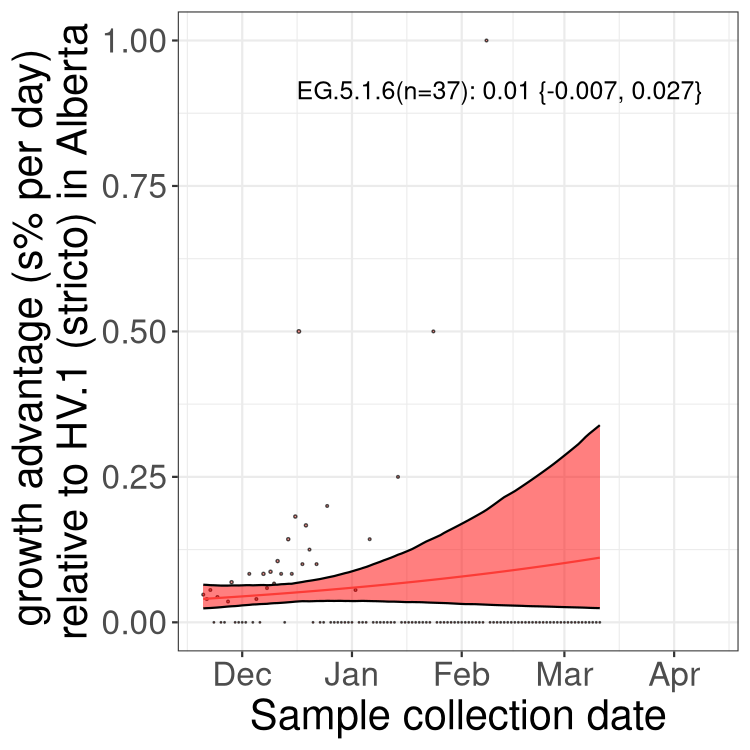 growth advantage (s% per day)
relative to HV.1 (stricto) in Alberta
1.00
0.75
0.50
0.25
0.00
EG.5.1.6(n=37): 0.01 {-0.007, 0.027}
Dec Jan Feb Mar Apr
Sample collection date